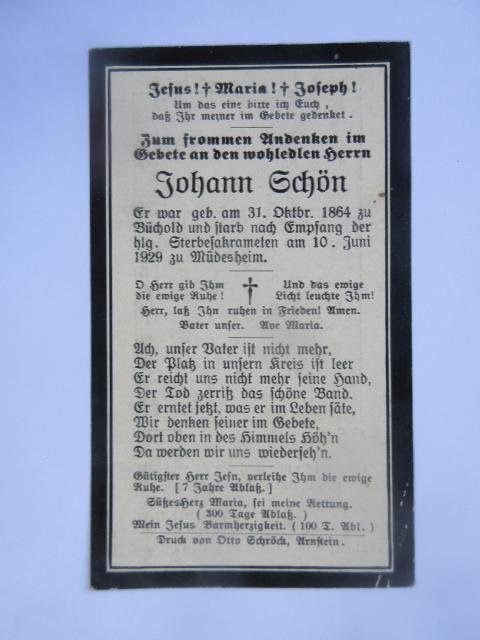 Jesus! † Maria! † Joseph!
Um das eine bitte ich Euch,
daß Ihr meiner im Gebete gedenket.
Zum frommen Andenken im
Gebete an den wohledlen Herrn
Johann Schön
Er war geb. am 31. Oktbr. 1864 zu
Büchold und starb nach Empfang der
hlg. Sterbesakrameten am 10. Juni
1929 zu Müdesheim.
O Herr gib Ihm
die ewige Ruhe!
†
Und das ewige
Licht leuchte Ihm!
Herr, laß Ihn ruhen in Frieden! Amen.
Vater unser. Ave Maria.
Ach, unser Vater ist nicht mehr,
Der Platz in unsern Kreis ist leer
Er reicht uns nicht mehr seine Hand,
Der Tod zerriß das schöne Band.
Er erntet jetzt, was er im Leben säte,
Wir denken seiner im Gebete,
Dort oben in des Himmels Höh'n
Da werden wir uns wiederseh'n.
Gütigster Herr Jesn, verleihe Ihm die ewige
Ruhe. [7 Jahre Ablaß.]
SüßesHerz Maria, sei meine Rettung.
(300 Tage Ablaß.)
Mein Jesus Barmherzigkeit. (100 T. Abl.)
Druck von Otto Schröck, Arnstein.